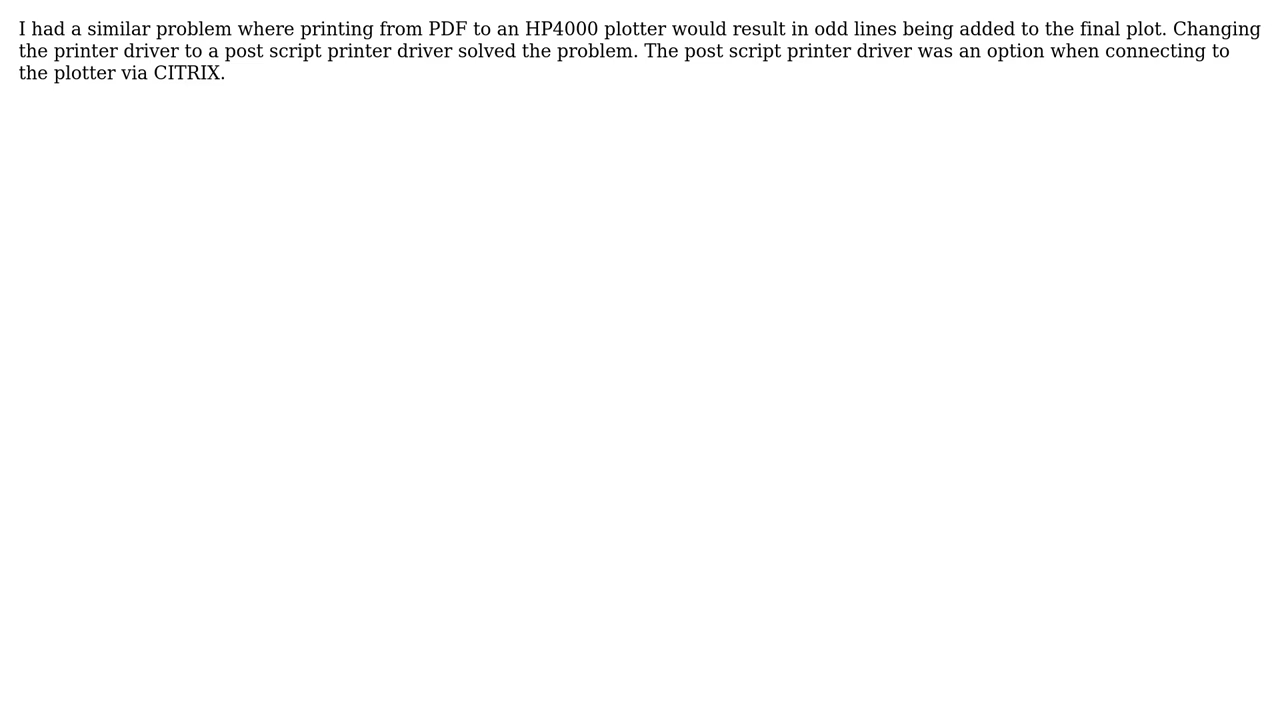 I had a similar problem where printing from PDF to an HP4000 plotter would result in odd lines being added to the final plot. Changing
the printer driver to a post script printer driver solved the problem. The post script printer driver was an option when connecting to
the plotter via CITRIX.